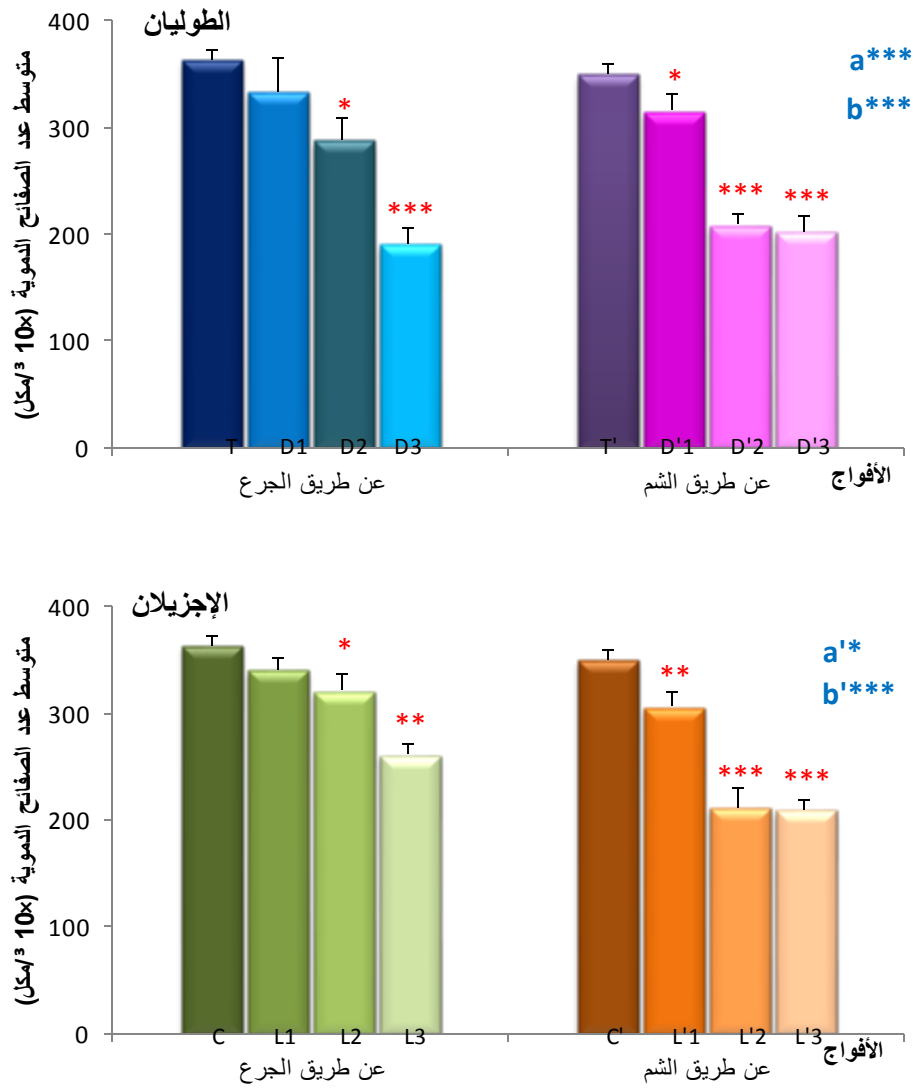 الطوليان
متوسط عدد الصفائح الدموية (×10 ³/مكل)
400
300
200
100
0
*
***
*
***
***
a***
b***
T D1 D2 D3 T' D'1 D'2 D'3
عن طريق الجرع عن طريق الشم الأفواج
الإجزيلان
متوسط عدد الصفائح الدموية (×10 ³/مكل)
400
300
200
100
0
*
**
**
***
***
a'*
b'***
C L1 L2 L3 C' L'1 L'2 L'3
عن طريق الجرع عن طريق الشم الأفواج